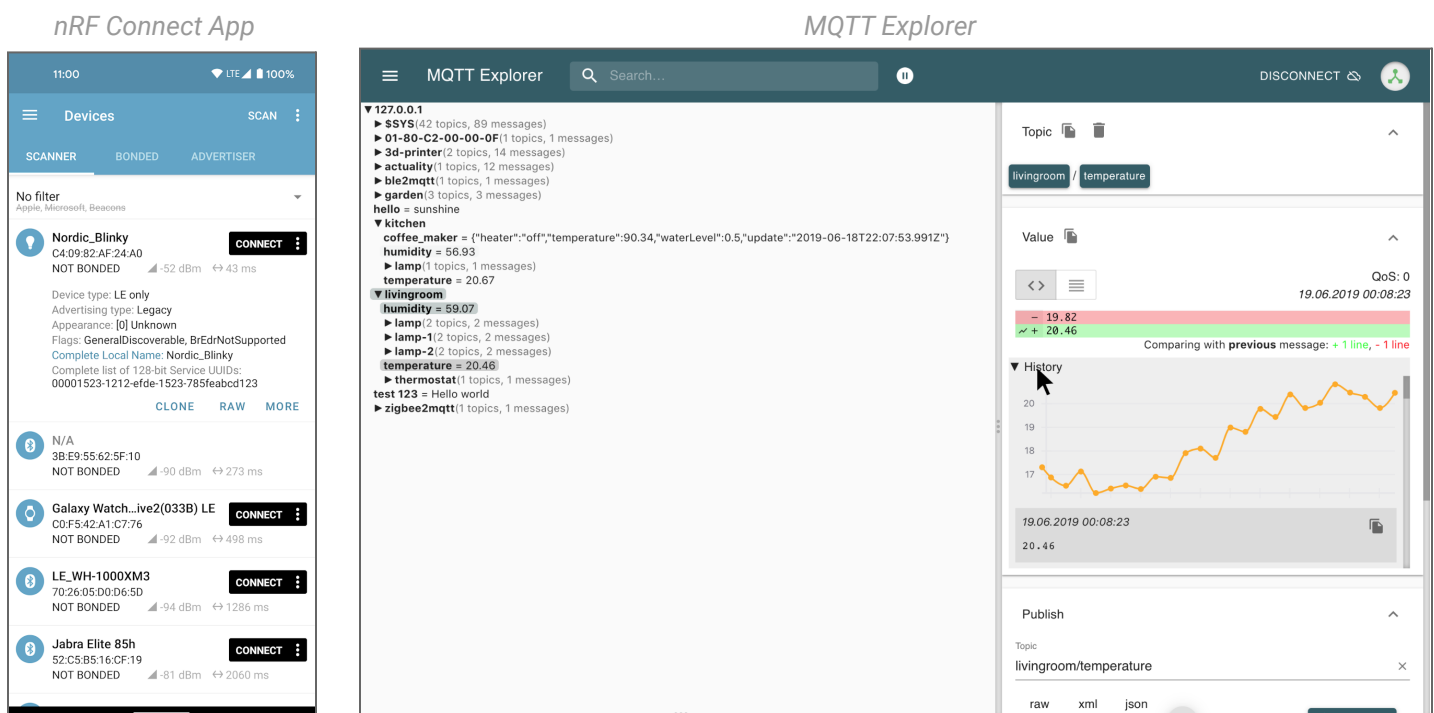 nRF Connect App
MQTT Explorer
11:00
LTE
100%
Devices
SCAN
SCANNER
BONDED
ADVERTISER
No filter
Apple, Microsoft, Beacons
Nordic_Blinky
CONNECT
C4:09:82:AF:24:A0
NOT BONDED
-52 dBm
43 ms
Device type: LE only
Advertising type: Legacy
Appearance: [0] Unknown
Flags: GeneralDiscoverable, BrEdrNotSupported
Complete Local Name: Nordic_Blinky
Complete list of 128-bit Service UUIDs:
00001523-1212-efde-1523-785feabcd123
CLONE
RAW
MORE
N/A
3B:E9:55:62:5F:10
NOT BONDED
-90 dBm
273 ms
Galaxy Watch...ive2(033B) LE
CONNECT
C0:F5:42:A1:C7:76
NOT BONDED
-92 dBm
498 ms
LE_WH-1000XM3
CONNECT
70:26:05:D0:D6:5D
NOT BONDED
-94 dBm
1286 ms
Jabra Elite 85h
CONNECT
52:C5:B5:16:CF:19
NOT BONDED
-81 dBm
2060 ms
MQTT Explorer
Search...
DISCONNECT
127.0.0.1
$SYS(42 topics, 89 messages)
01-80-C2-00-00-0F(1 topics, 1 messages)
3d-printer(2 topics, 14 messages)
actuality(1 topics, 12 messages)
ble2mqtt(1 topics, 1 messages)
garden(3 topics, 3 messages)
hello = sunshine
kitchen
coffee_maker = {"heater":"off","temperature":90.34,"waterLevel":0.5,"update":"2019-06-18T22:07:53.991Z"}
humidity = 56.93
lamp(1 topics, 1 messages)
temperature = 20.67
livingroom
humidity = 59.07
lamp(2 topics, 2 messages)
lamp-1(2 topics, 2 messages)
lamp-2(2 topics, 2 messages)
temperature = 20.46
thermostat(1 topics, 1 messages)
test 123 = Hello world
zigbee2mqtt(1 topics, 1 messages)
Topic
livingroom / temperature
Value
QoS: 0
19.06.2019 00:08:23
- 19.82
+ 20.46
Comparing with previous message: + 1 line, - 1 line
History
20
19
18
17
19.06.2019 00:08:23
20.46
Publish
Topic
livingroom/temperature
raw
xml
json